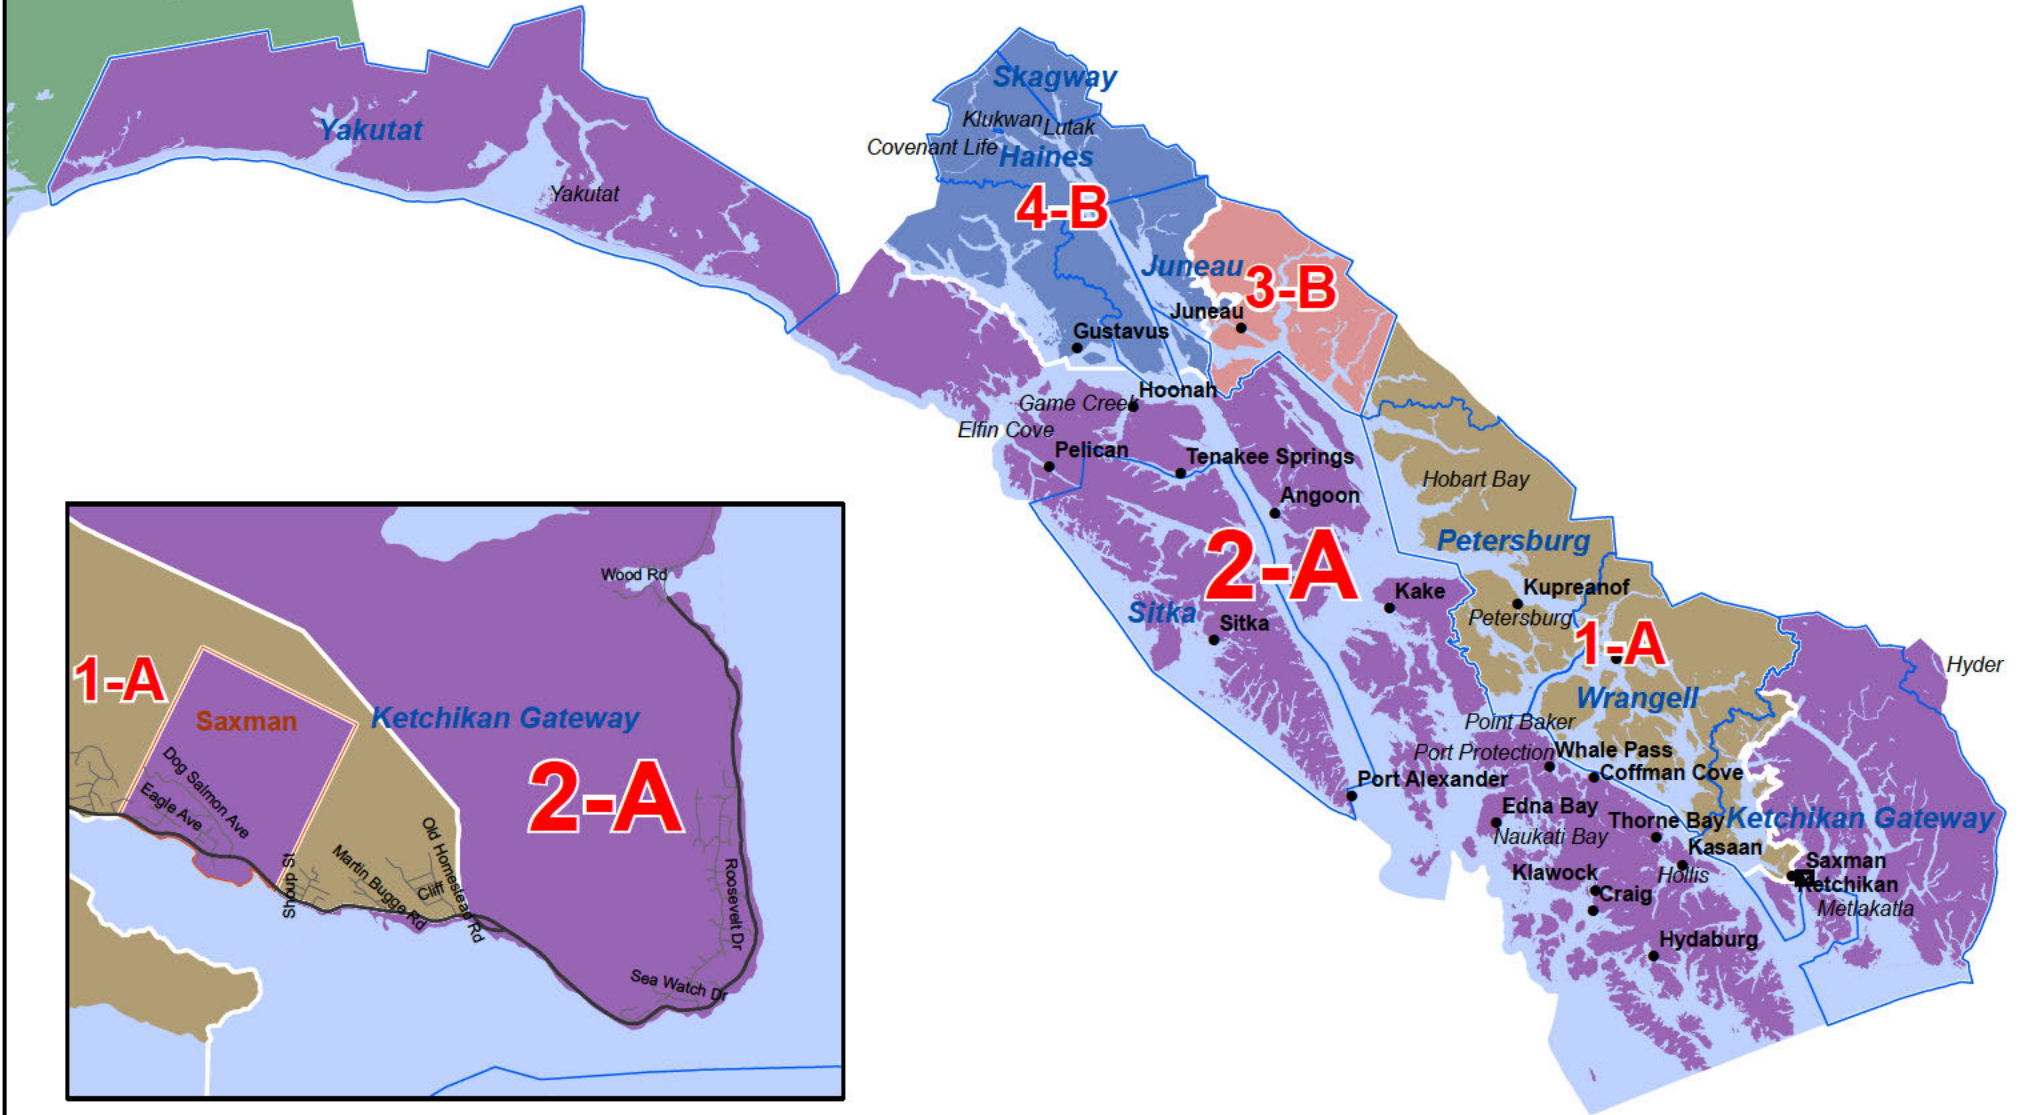 Skagway
Klukwan
Lutak
Covenant Life
Haines
Yakutat
Yakutat
4-B
Juneau
3-B
Juneau
Gustavus
Hoonah
Game Creek
Elfin Cove
Pelican
Tenakee Springs
Hobart Bay
Angoon
2-A
Petersburg
Kake
Kupreanof
Petersburg
Sitka
Sitka
1-A
Hyder
Wrangell
Point Baker
Port Protection
Whale Pass
Coffman Cove
Port Alexander
Edna Bay
Thorne Bay
Ketchikan Gateway
Naukati Bay
Kasaan
Saxman
Klawock
Hollis
Ketchikan
Craig
Metlakatla
Hydaburg
Wood Rd
1-A
Saxman
Ketchikan Gateway
Dog Salmon Ave
Eagle Ave
2-A
Shoup St
Martin Bugge Rd
Cliff
Old Homestead Rd
Roosevelt Dr
Sea Watch Dr